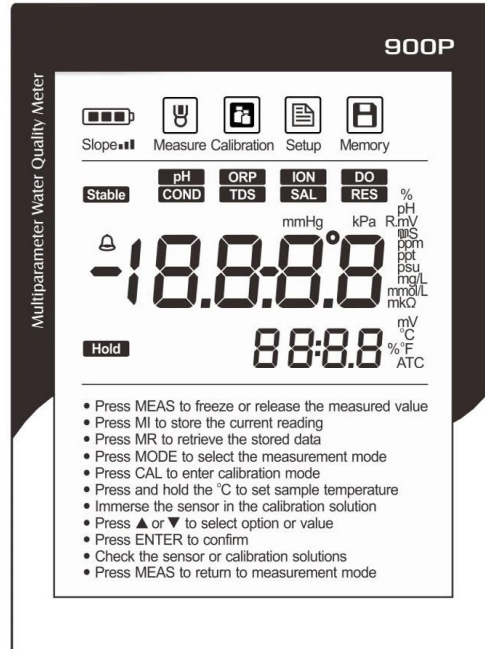 900P
Multiparameter Water Quality Meter
Slope Measure Calibration Setup Memory
pH ORP ION DO
Stable COND TDS SAL RES %
pH
mmHg kPa R.mV
ppm
ppt
psu
mg/L
mmol/L
mkΩ
-18.8:8.8°
mV
°C
Hold 88:8.8 %°F
ATC
• Press MEAS to freeze or release the measured value
• Press MI to store the current reading
• Press MR to retrieve the stored data
• Press MODE to select the measurement mode
• Press CAL to enter calibration mode
• Press and hold the °C to set sample temperature
• Immerse the sensor in the calibration solution
• Press ▲ or ▼ to select option or value
• Press ENTER to confirm
• Check the sensor or calibration solutions
• Press MEAS to return to measurement mode